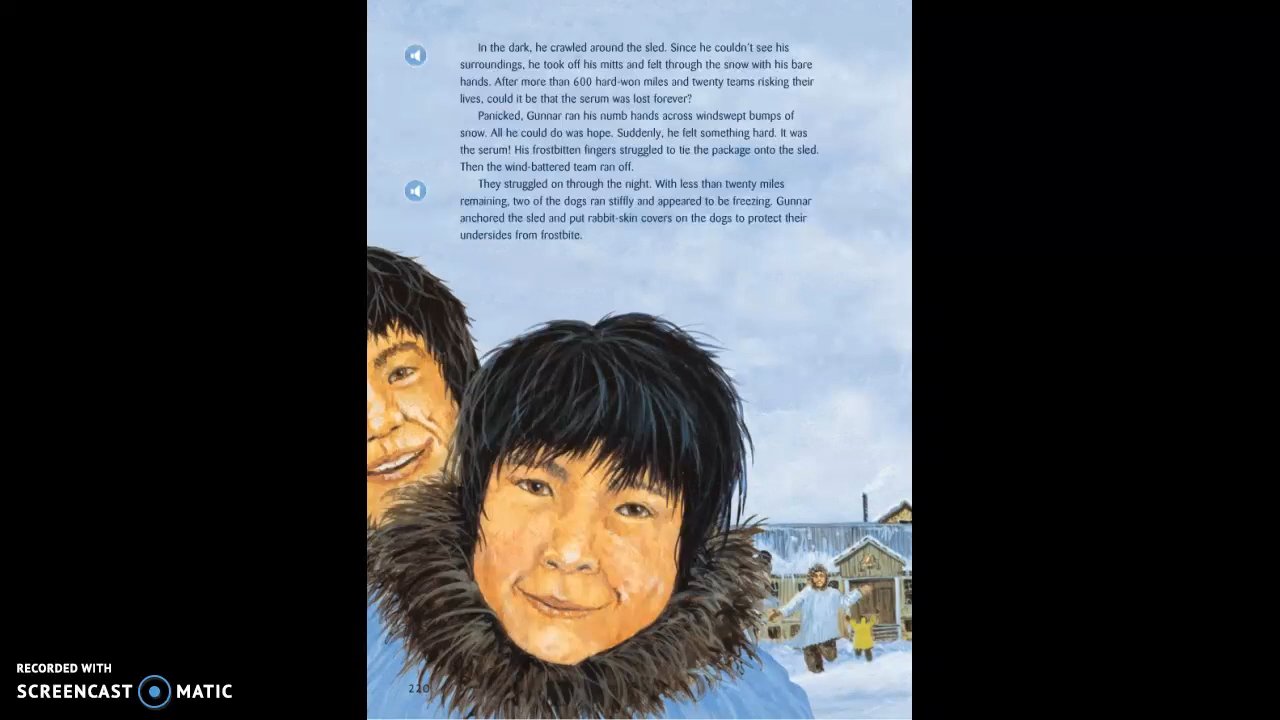 In the dark, he crawled around the sled. Since he couldn't see his
surroundings, he took off his mitts and felt through the snow with his bare
hands. After more than 600 hard-won miles and twenty teams risking their
lives, could it be that the serum was lost forever?
Panicked, Gunnar ran his numb hands across windswept bumps of
snow. All he could do was hope. Suddenly, he felt something hard. It was
the serum! His frostbitten fingers struggled to tie the package onto the sled.
Then the wind-battered team ran off.
They struggled on through the night. With less than twenty miles
remaining, two of the dogs ran stiffly and appeared to be freezing. Gunnar
anchored the sled and put rabbit-skin covers on the dogs to protect their
undersides from frostbite.
220
RECORDED WITH
SCREENCAST MATIC